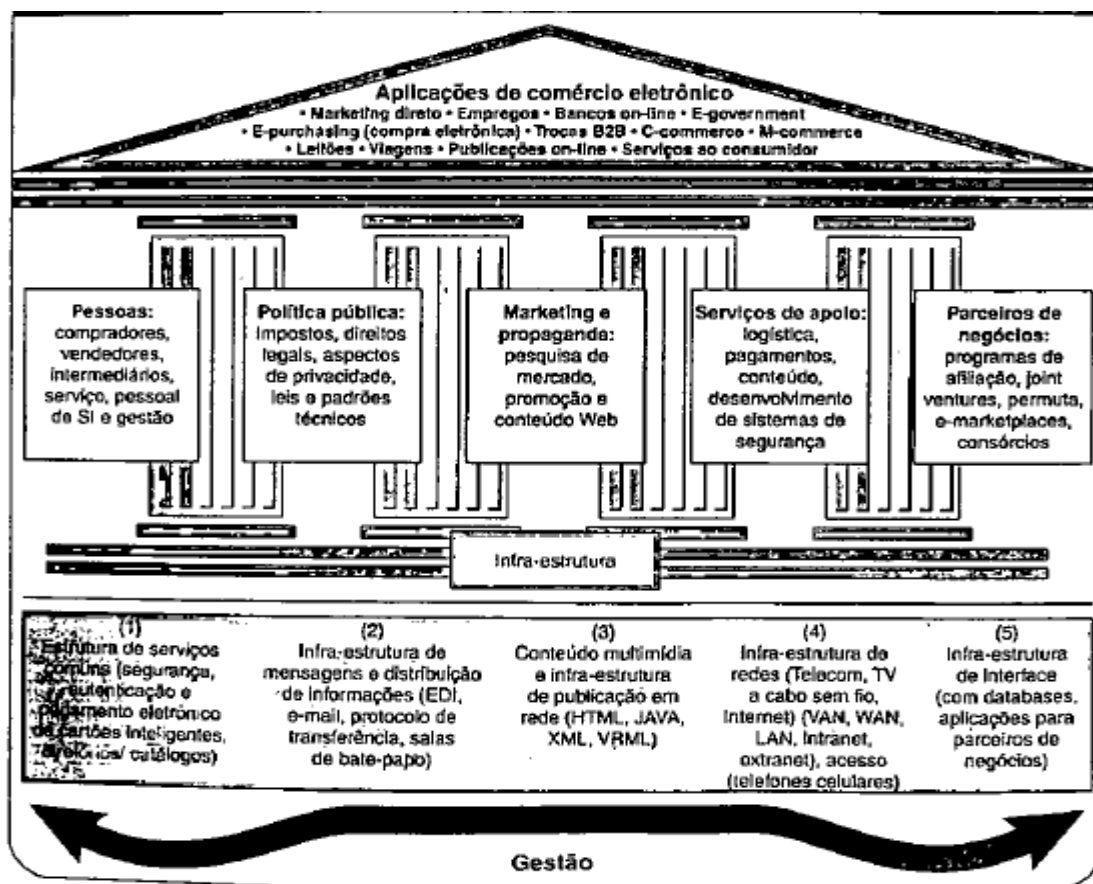 Aplicações de comércio eletrônico
• Marketing direto • Empregos • Bancos on-line • E-government
• E-purchasing (compra eletrônica) • Trocas B2B • C-commerce • M-commerce
• Leilões • Viagens • Publicações on-line • Serviços ao consumidor
Pessoas:
compradores,
vendedores,
intermediários,
serviço, pessoal
de SI e gestão
Política pública:
impostos, direitos
legais, aspectos
de privacidade,
leis e padrões
técnicos
Marketing e
propaganda:
pesquisa de
mercado,
promoção e
conteúdo Web
Serviços de apoio:
logística,
pagamentos,
conteúdo,
desenvolvimento
de sistemas de
segurança
Parceiros de
negócios:
programas de
afiliação, joint
ventures, permuta,
e-marketplaces,
consórcios
Infra-estrutura
(1)
Estrutura de serviços
comuns (segurança,
autenticação e
pagamento eletrônico
de cartões inteligentes,
catálogos)
(2)
Infra-estrutura de
mensagens e distribuição
de informações (EDI,
e-mail, protocolo de
transferência, salas
de bate-papo)
(3)
Conteúdo multimídia
e infra-estrutura
de publicação em
rede (HTML, JAVA,
XML, VRML)
(4)
Infra-estrutura de
redes (Telecom, TV
a cabo sem fio,
Internet) (VAN, WAN,
LAN, Intranet,
extranet), acesso
(telefones celulares)
(5)
Infra-estrutura
de Interface
(com databases,
aplicações para
parceiros de
negócios)
Gestão